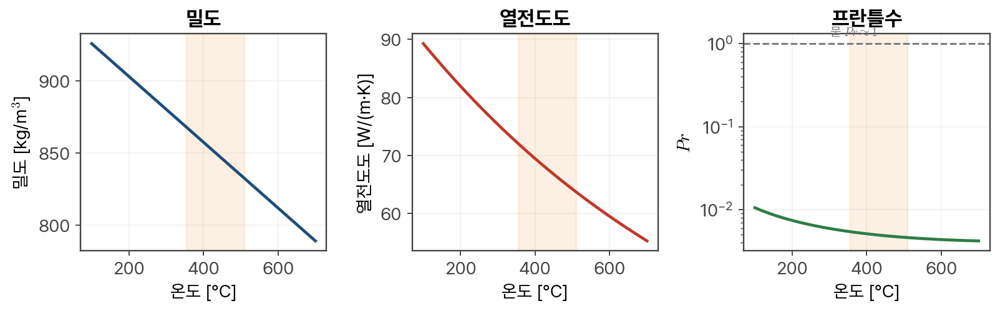 밀도
밀도 [kg/m³]
900
850
800
200 400 600
온도 [°C]
열전도도
열전도도 [W/(m·K)]
90
80
70
60
200 400 600
온도 [°C]
프란틀수
물 Pr ≈ 1
Pr
10⁰
10⁻¹
10⁻²
200 400 600
온도 [°C]